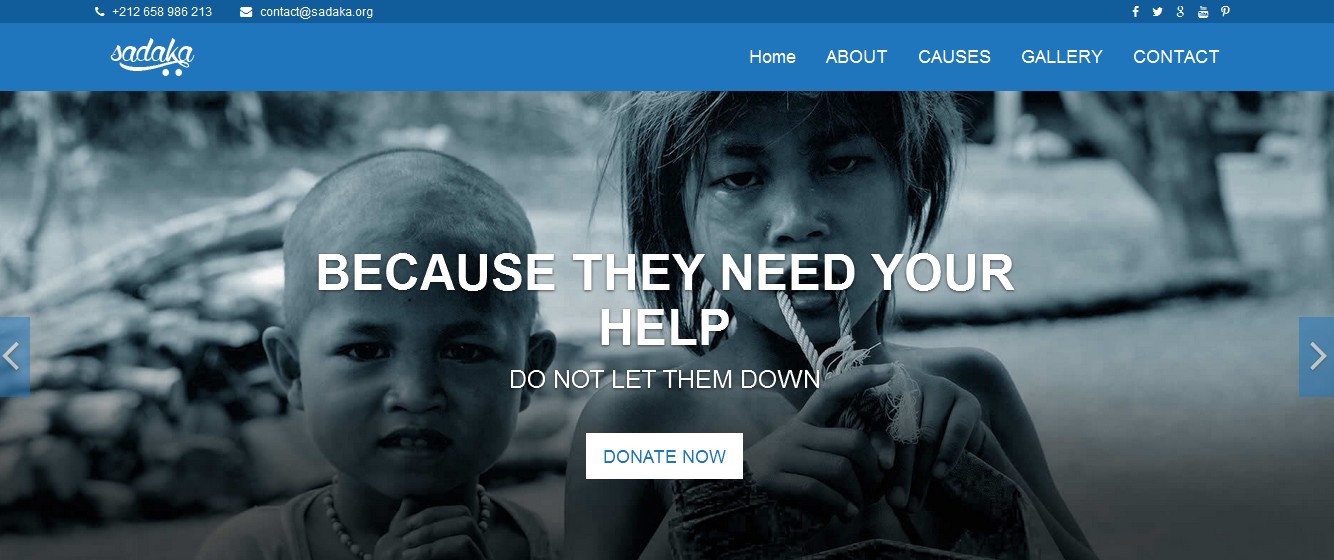 +212 658 986 213 contact@sadaka.org
sadaka
Home ABOUT CAUSES GALLERY CONTACT
BECAUSE THEY NEED YOUR
HELP
DO NOT LET THEM DOWN
DONATE NOW